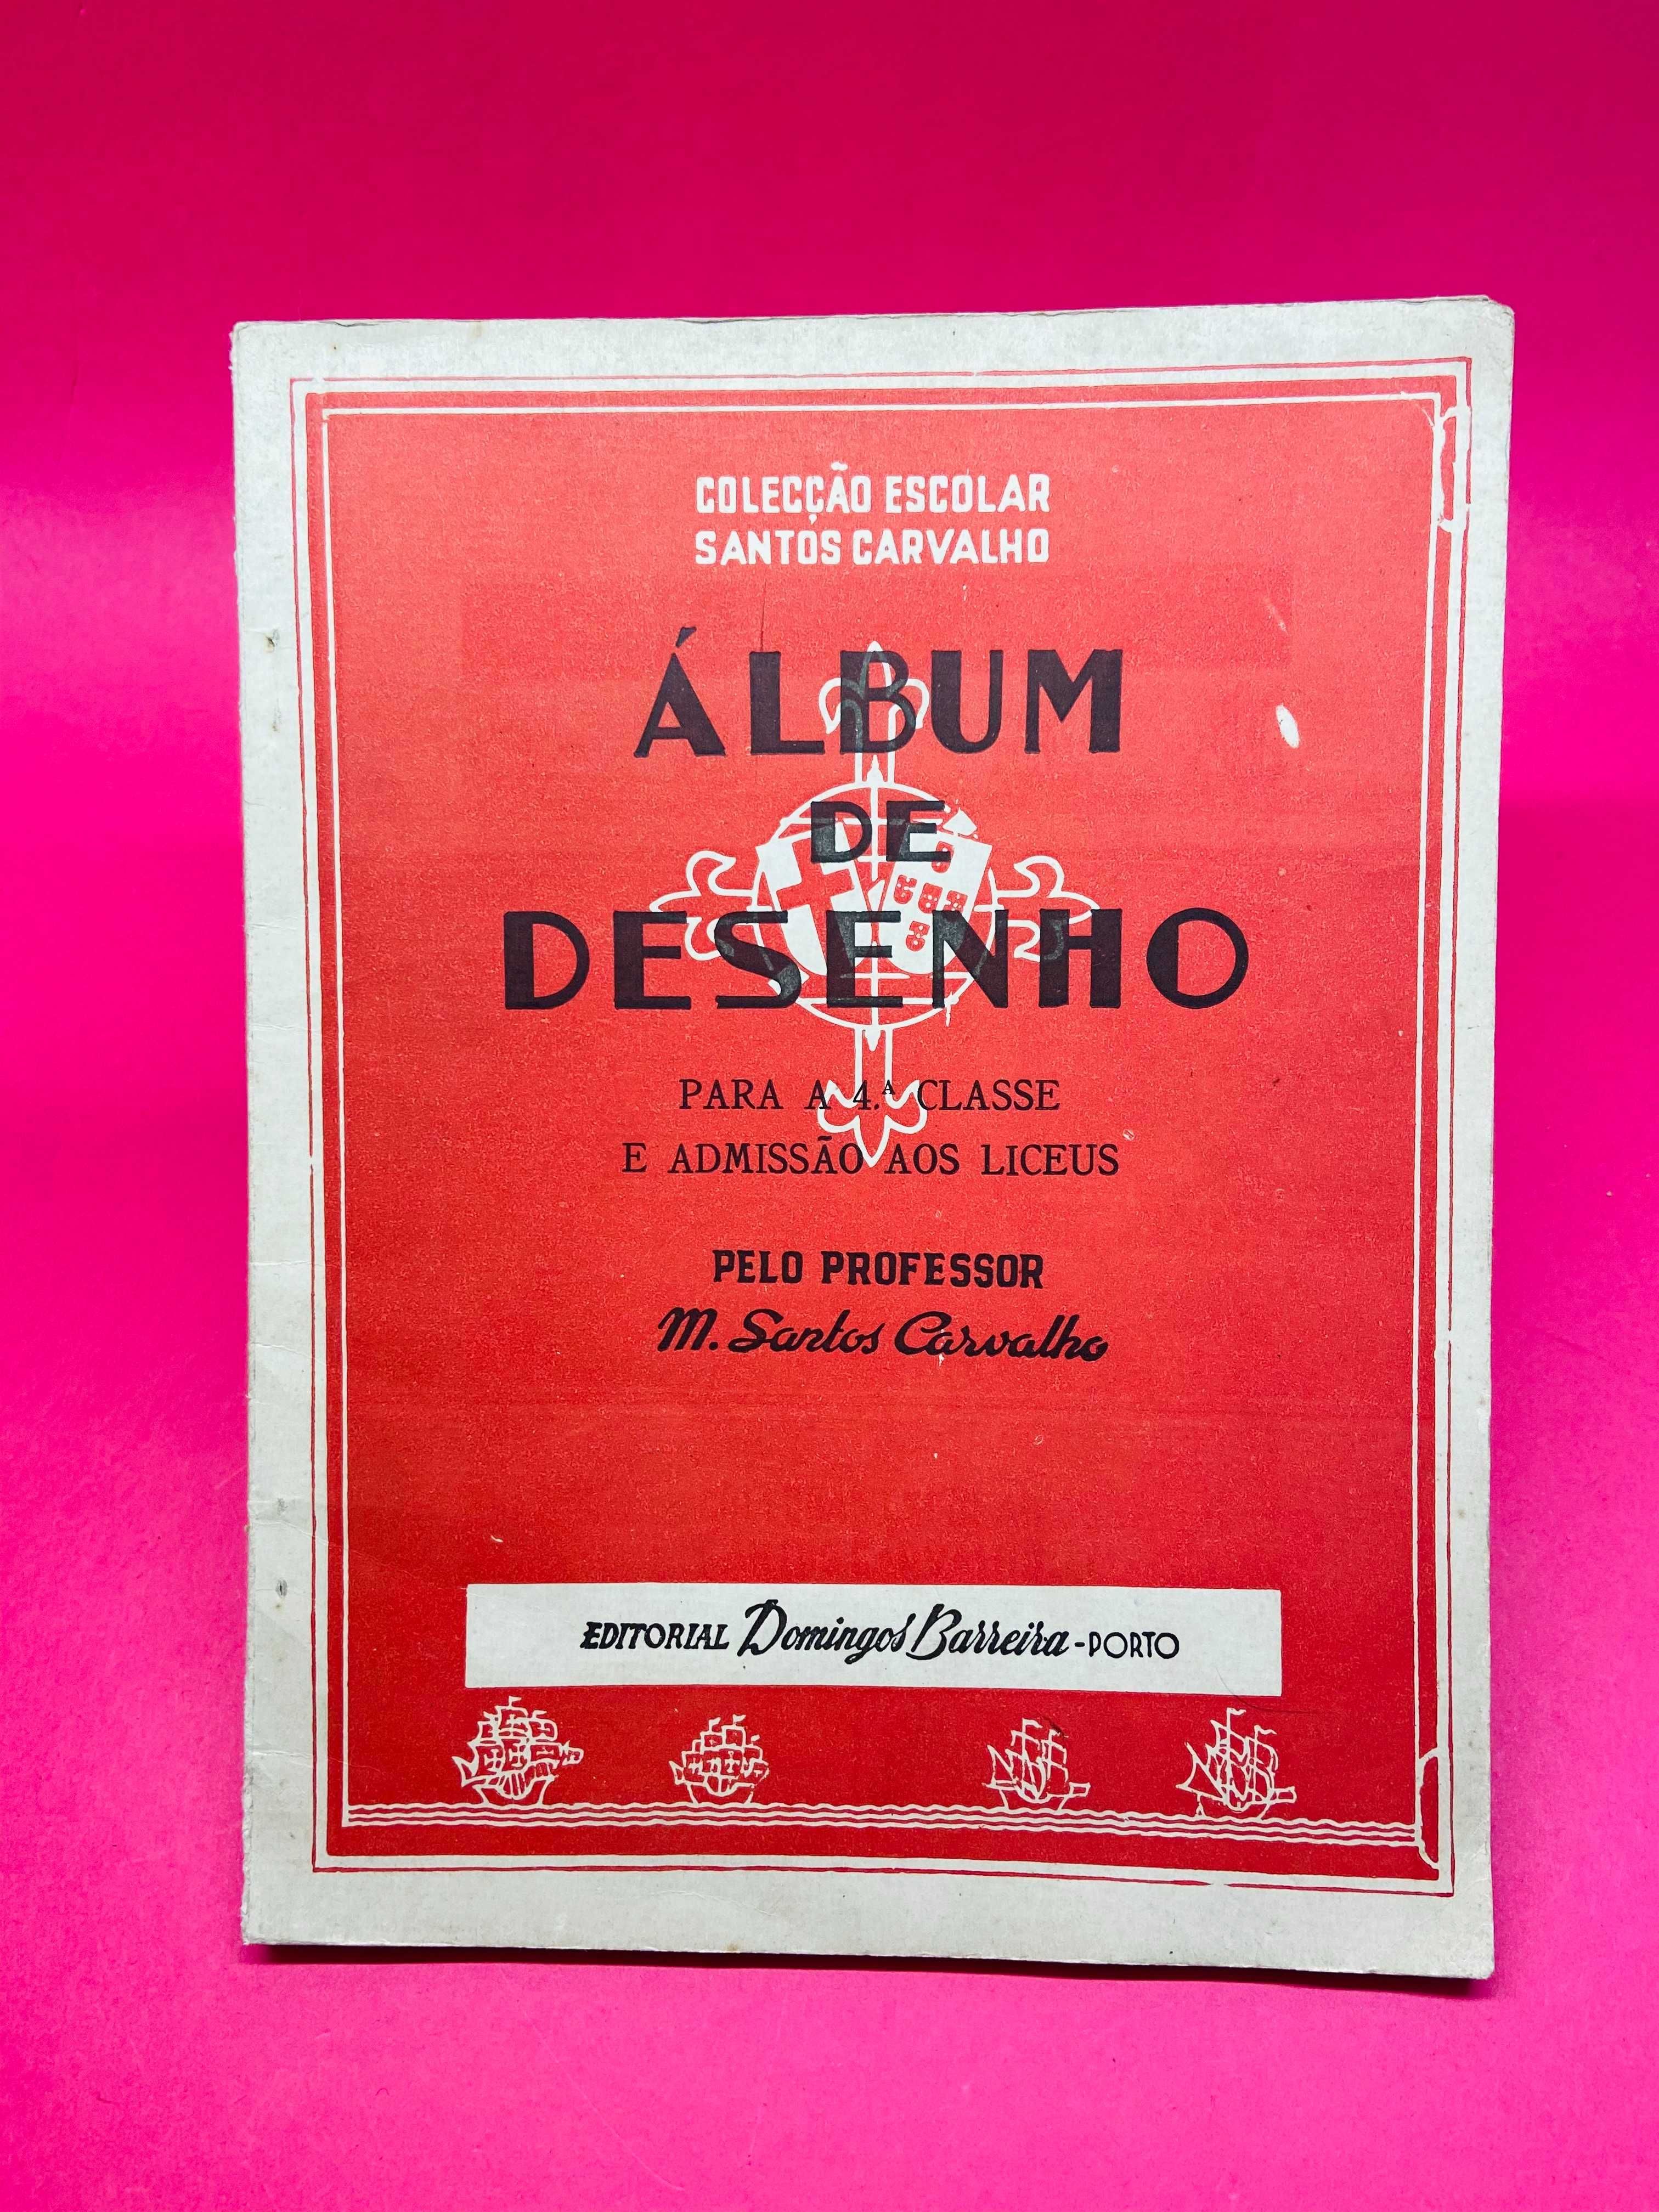 COLECÇÃO ESCOLAR
SANTOS CARVALHO
ÁLBUM
DE
DESENHO
PARA A 4.ª CLASSE
E ADMISSÃO AOS LICEUS
PELO PROFESSOR
M. Santos Carvalho
EDITORIAL Domingos Barreira - PORTO